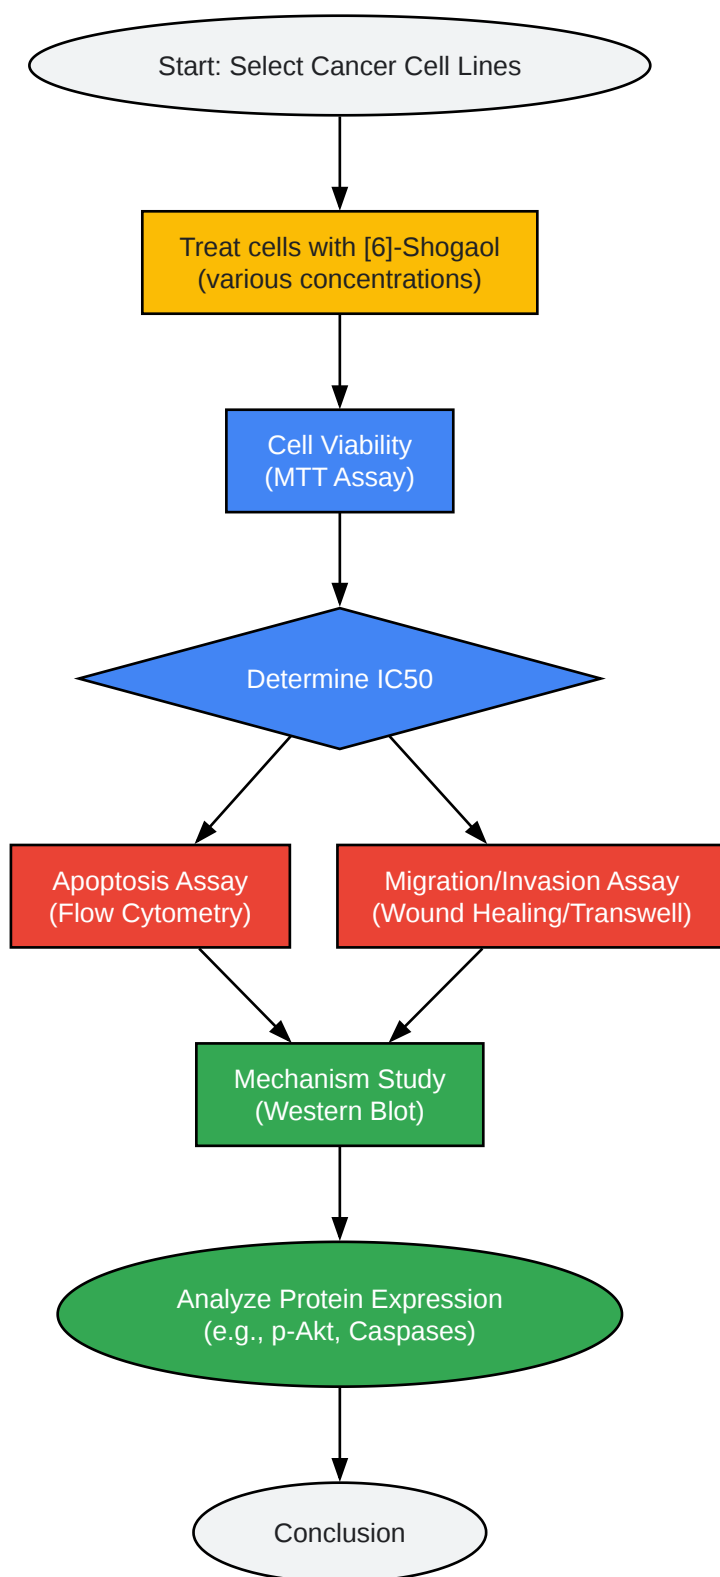 Start: Select Cancer Cell Lines
Treat cells with [6]-Shogaol
(various concentrations)
Cell Viability
(MTT Assay)
Determine IC50
Apoptosis Assay
(Flow Cytometry)
Migration/Invasion Assay
(Wound Healing/Transwell)
Mechanism Study
(Western Blot)
Analyze Protein Expression
(e.g., p-Akt, Caspases)
Conclusion